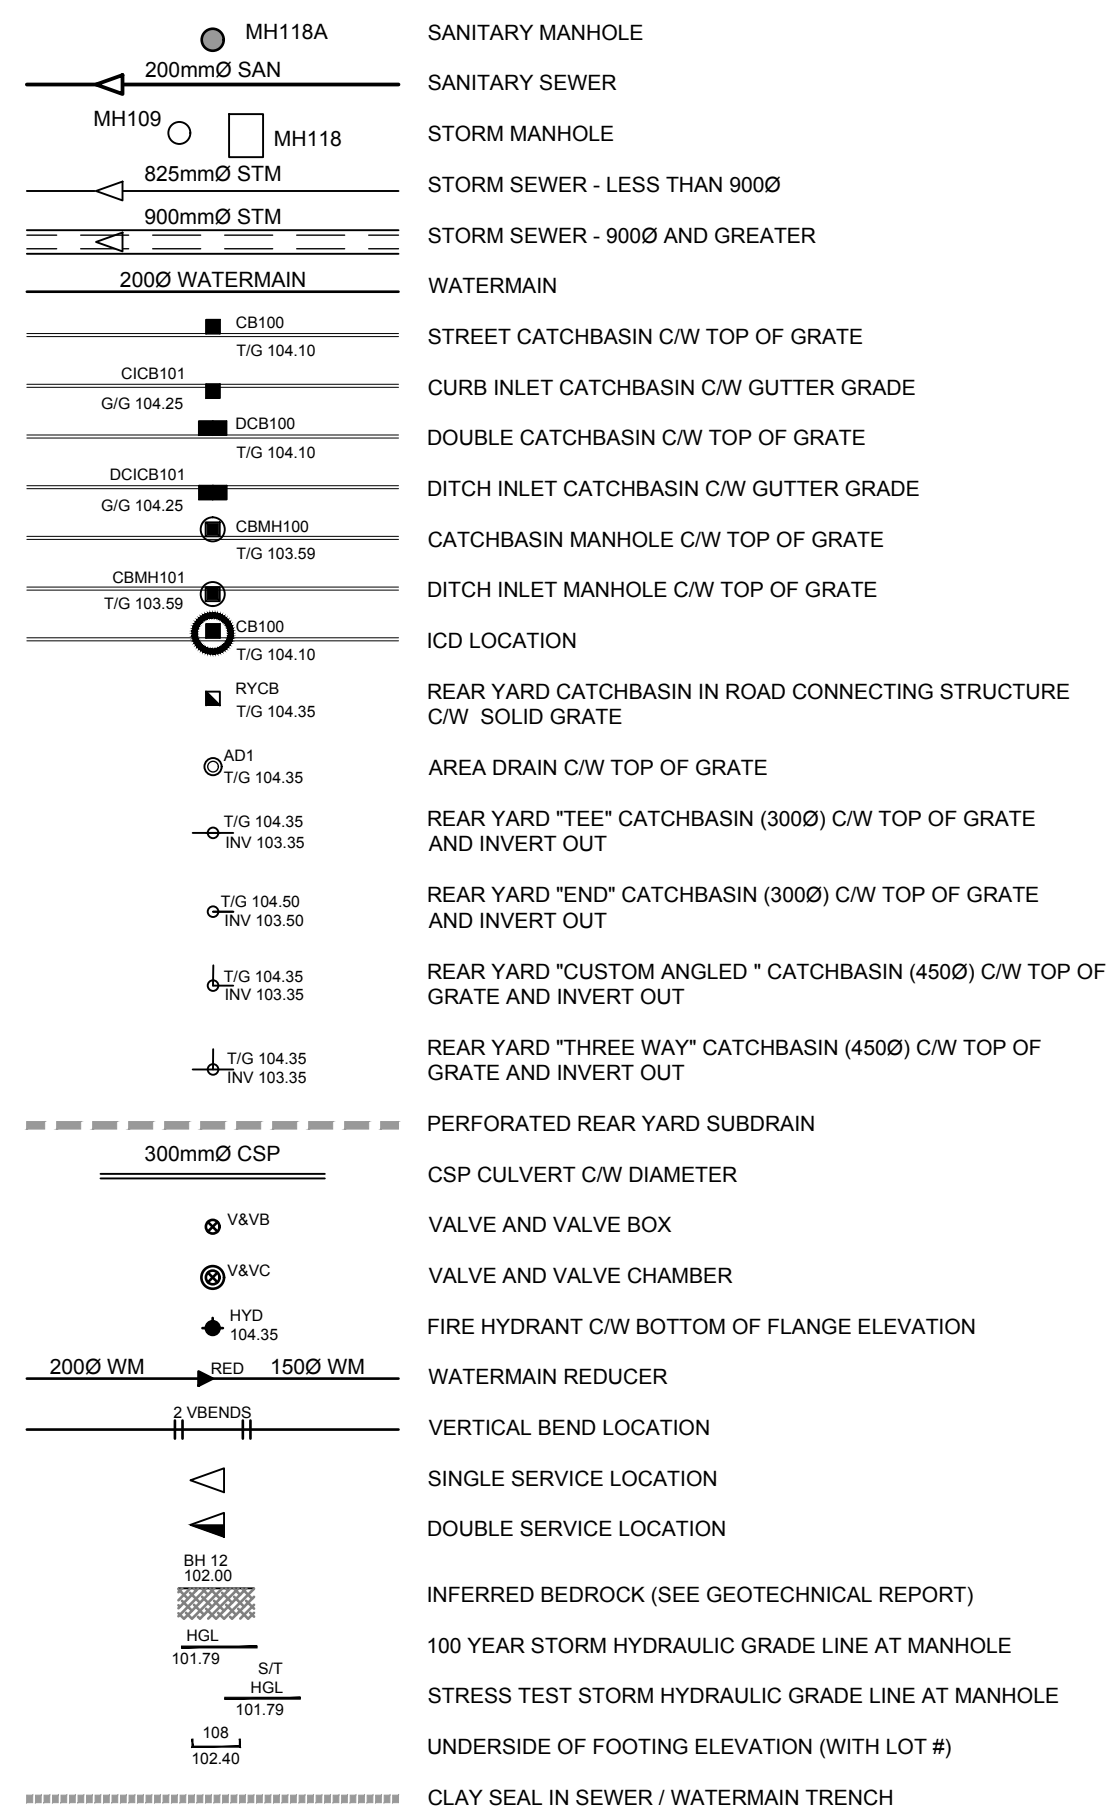 MH118A
SANITARY MANHOLE
200mmØ SAN
SANITARY SEWER
MH109
MH118
STORM MANHOLE
825mmØ STM
STORM SEWER - LESS THAN 900Ø
900mmØ STM
STORM SEWER - 900Ø AND GREATER
200Ø WATERMAIN
WATERMAIN
CB100
T/G 104.10
STREET CATCHBASIN C/W TOP OF GRATE
CICB101
G/G 104.25
CURB INLET CATCHBASIN C/W GUTTER GRADE
DCB100
T/G 104.10
DOUBLE CATCHBASIN C/W TOP OF GRATE
DCICB101
G/G 104.25
DITCH INLET CATCHBASIN C/W GUTTER GRADE
CBMH100
T/G 103.59
CATCHBASIN MANHOLE C/W TOP OF GRATE
CBMH101
T/G 103.59
DITCH INLET MANHOLE C/W TOP OF GRATE
CB100
T/G 104.10
ICD LOCATION
RYCB
T/G 104.35
REAR YARD CATCHBASIN IN ROAD CONNECTING STRUCTURE
C/W SOLID GRATE
AD1
T/G 104.35
AREA DRAIN C/W TOP OF GRATE
T/G 104.35
INV 103.35
REAR YARD "TEE" CATCHBASIN (300Ø) C/W TOP OF GRATE
AND INVERT OUT
T/G 104.50
INV 103.50
REAR YARD "END" CATCHBASIN (300Ø) C/W TOP OF GRATE
AND INVERT OUT
T/G 104.35
INV 103.35
REAR YARD "CUSTOM ANGLED " CATCHBASIN (450Ø) C/W TOP OF
GRATE AND INVERT OUT
T/G 104.35
INV 103.35
REAR YARD "THREE WAY" CATCHBASIN (450Ø) C/W TOP OF
GRATE AND INVERT OUT
PERFORATED REAR YARD SUBDRAIN
300mmØ CSP
CSP CULVERT C/W DIAMETER
V&VB
VALVE AND VALVE BOX
V&VC
VALVE AND VALVE CHAMBER
HYD
104.35
FIRE HYDRANT C/W BOTTOM OF FLANGE ELEVATION
200Ø WM RED 150Ø WM
WATERMAIN REDUCER
2 VBENDS
VERTICAL BEND LOCATION
SINGLE SERVICE LOCATION
DOUBLE SERVICE LOCATION
BH 12
102.00
INFERRED BEDROCK (SEE GEOTECHNICAL REPORT)
HGL
101.79
100 YEAR STORM HYDRAULIC GRADE LINE AT MANHOLE
S/T
HGL
101.79
STRESS TEST STORM HYDRAULIC GRADE LINE AT MANHOLE
108
102.40
UNDERSIDE OF FOOTING ELEVATION (WITH LOT #)
CLAY SEAL IN SEWER / WATERMAIN TRENCH